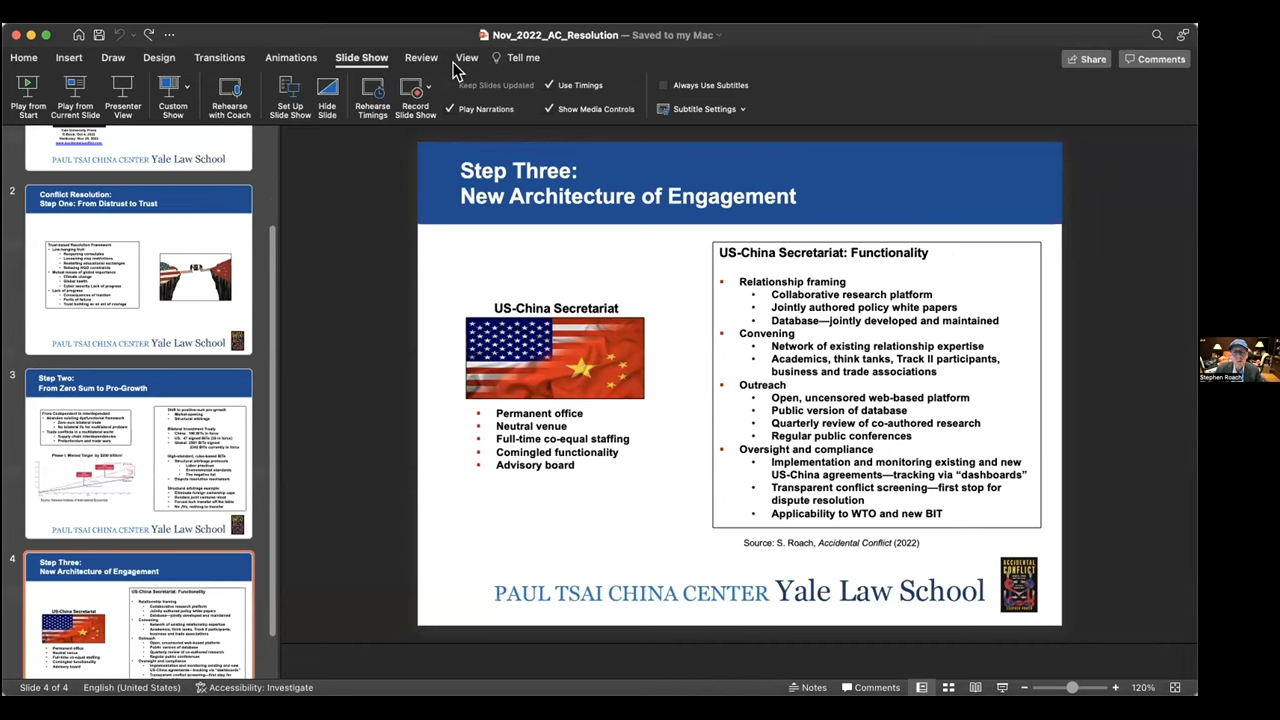 Nov_2022_AC_Resolution — Saved to my Mac
Home Insert Draw Design Transitions Animations Slide Show Review View Tell me
Share Comments
Play from Start
Play from Current Slide
Presenter View
Custom Show
Rehearse with Coach
Set Up Slide Show
Hide Slide
Rehearse Timings
Record Slide Show
Keep Slides Updated
Use Timings
Play Narrations
Show Media Controls
Always Use Subtitles
Subtitle Settings
PAUL TSAI CHINA CENTER Yale Law School
2
Conflict Resolution:
Step One: From Distrust to Trust
PAUL TSAI CHINA CENTER Yale Law School
3
Step Two:
From Zero Sum to Pro-Growth
PAUL TSAI CHINA CENTER Yale Law School
4
Step Three:
New Architecture of Engagement
US-China Secretariat
US-China Secretariat: Functionality
Step Three:
New Architecture of Engagement
US-China Secretariat
Permanent office
Neutral venue
Full-time co-equal staffing
Comingled functionality
Advisory board
US-China Secretariat: Functionality
Relationship framing
Collaborative research platform
Jointly authored policy white papers
Database—jointly developed and maintained
Convening
Network of existing relationship expertise
Academics, think tanks, Track II participants,
business and trade associations
Outreach
Open, uncensored web-based platform
Public version of database
Quarterly review of co-authored research
Regular public conferences
Oversight and compliance
Implementation and monitoring existing and new
US-China agreements—tracking via “dashboards”
Transparent conflict screening—first stop for
dispute resolution
Applicability to WTO and new BIT
Source: S. Roach, Accidental Conflict (2022)
PAUL TSAI CHINA CENTER Yale Law School
ACCIDENTAL
CONFLICT
Stephen Roach
Slide 4 of 4 English (United States) Accessibility: Investigate
Notes Comments 120%